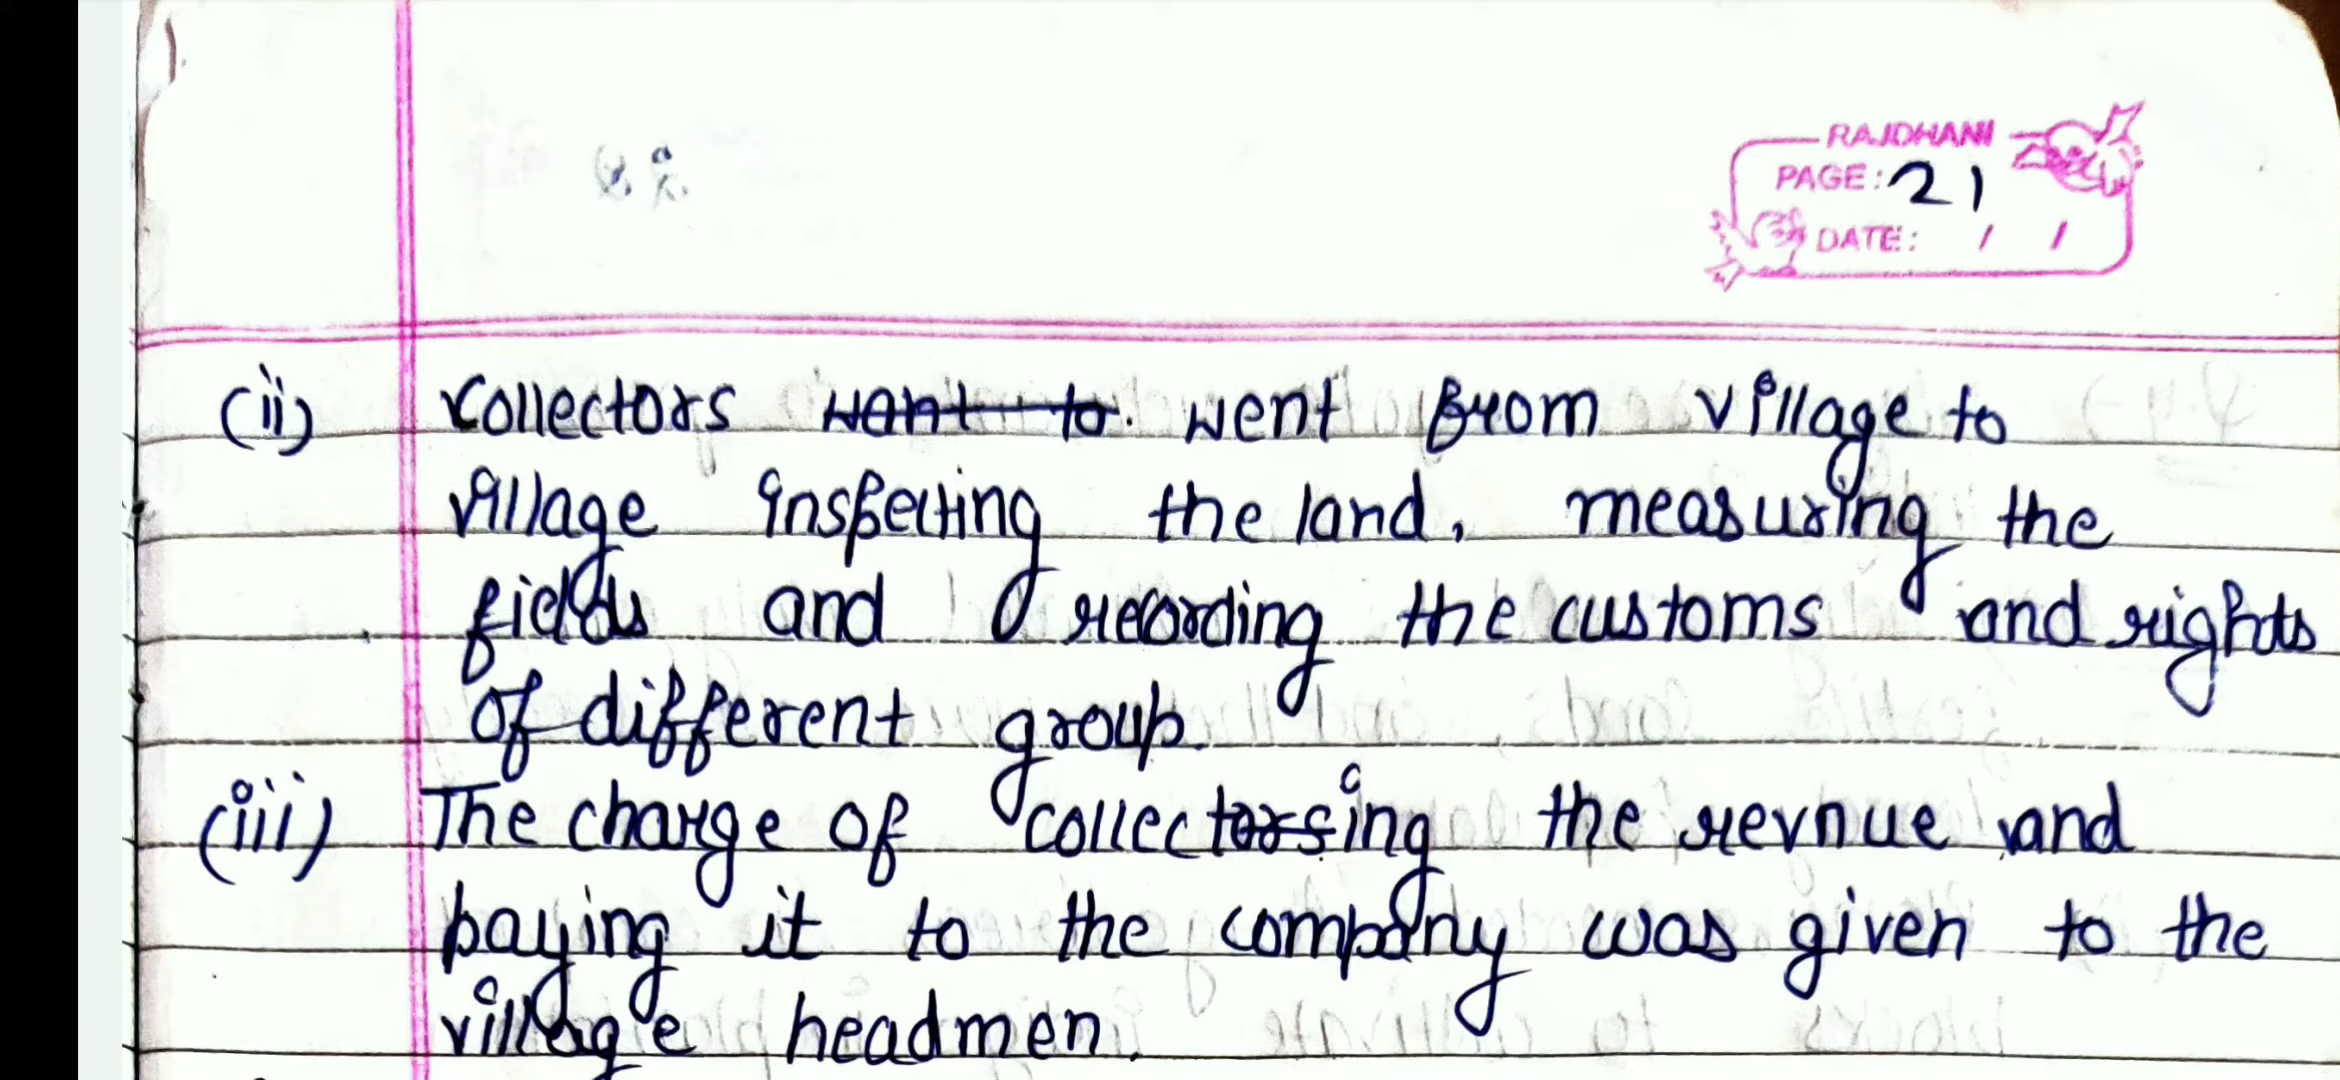 RAJDHANI
PAGE: 21
DATE: / /
(ii) Collectors want to. went from village to
village inspecting the land, measuring the
fields and recording the customs and rights
of different group.
(iii) The charge of collectorsing the revnue and
paying it to the company was given to the
village headmen.